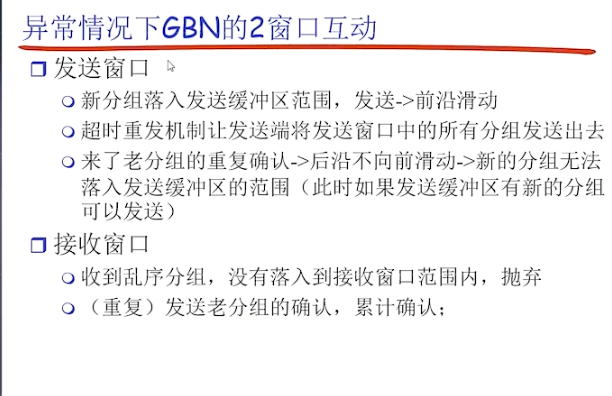 异常情况下GBN的2窗口互动
发送窗口
新分组落入发送缓冲区范围，发送->前沿滑动
超时重发机制让发送端将发送窗口中的所有分组发送出去
来了老分组的重复确认->后沿不向前滑动->新的分组无法
落入发送缓冲区的范围（此时如果发送缓冲区有新的分组
可以发送）
接收窗口
收到乱序分组，没有落入到接收窗口范围内，抛弃
（重复）发送老分组的确认，累计确认；